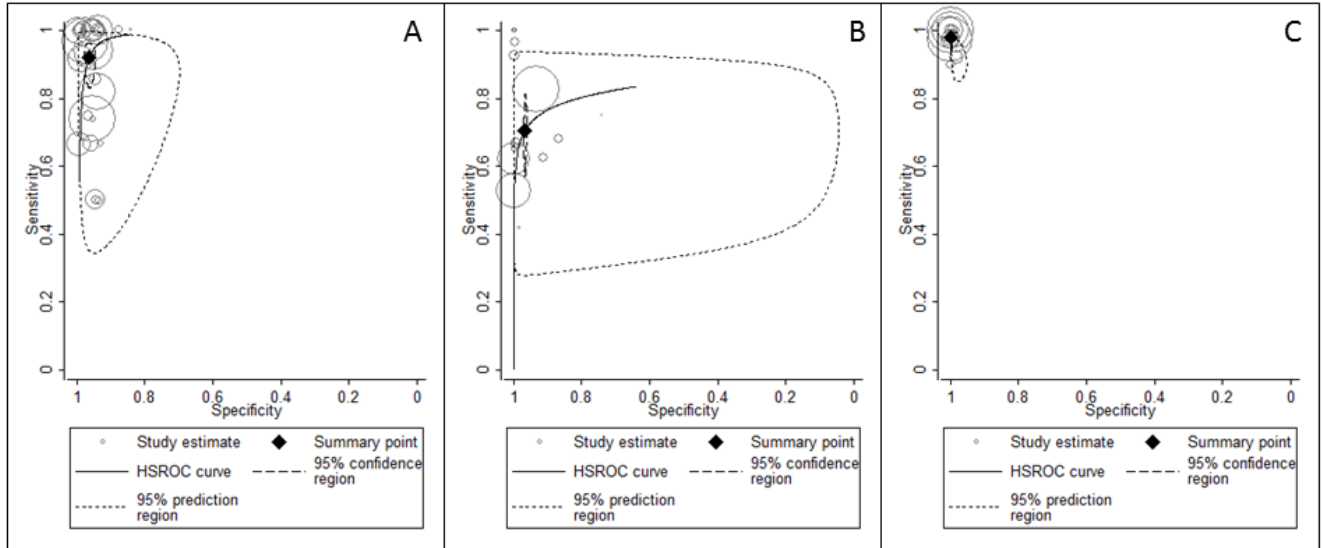 A
1
0.8
0.6
0.4
0.2
0
Sensitivity
1 0.8 0.6 0.4 0.2 0
Specificity
Study estimate Summary point
HSROC curve 95% confidence
region
95% prediction
region
B
1
0.8
0.6
0.4
0.2
0
Sensitivity
1 0.8 0.6 0.4 0.2 0
Specificity
Study estimate Summary point
HSROC curve 95% confidence
region
95% prediction
region
C
1
0.8
0.6
0.4
0.2
0
Sensitivity
1 0.8 0.6 0.4 0.2 0
Specificity
Study estimate Summary point
HSROC curve 95% confidence
region
95% prediction
region